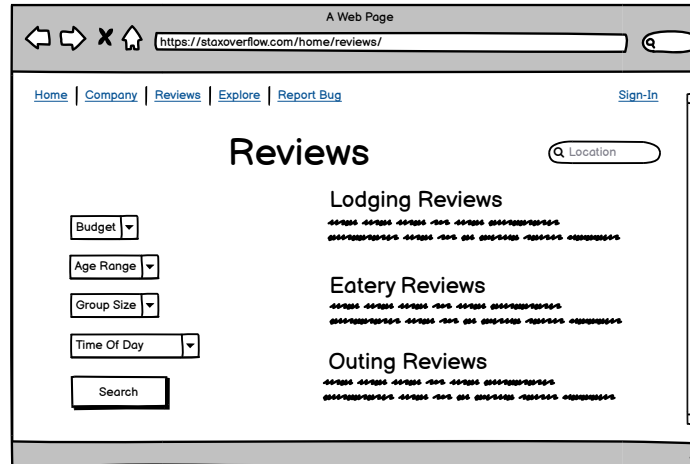 A Web Page
https://staxoverflow.com/home/reviews/
Home Company Reviews Explore Report Bug Sign-In
Reviews
Location
Lodging Reviews
Budget
Age Range
Eatery Reviews
Group Size
Time Of Day
Outing Reviews
Search